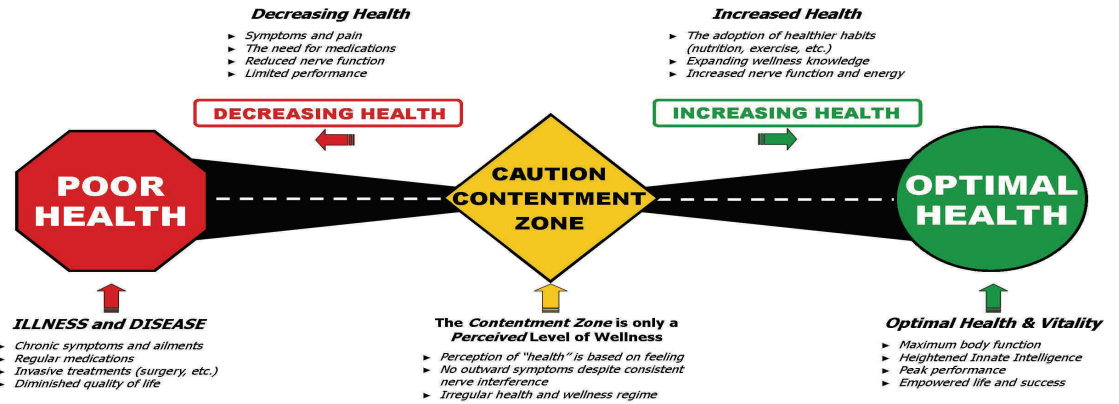 Decreasing Health
► Symptoms and pain
► The need for medications
► Reduced nerve function
► Limited performance
Increased Health
► The adoption of healthier habits
(nutrition, exercise, etc.)
► Expanding wellness knowledge
► Increased nerve function and energy
DECREASING HEALTH
INCREASING HEALTH
POOR
HEALTH
CAUTION
CONTENTMENT
ZONE
OPTIMAL
HEALTH
ILLNESS and DISEASE
► Chronic symptoms and ailments
► Regular medications
► Invasive treatments (surgery, etc.)
► Diminished quality of life
The Contentment Zone is only a
Perceived Level of Wellness
► Perception of “health” is based on feeling
► No outward symptoms despite consistent
nerve interference
► Irregular health and wellness regime
Optimal Health & Vitality
► Maximum body function
► Heightened Innate Intelligence
► Peak performance
► Empowered life and success